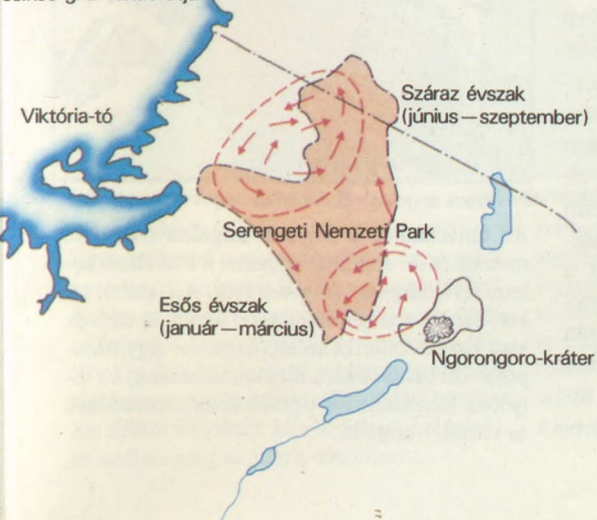 Viktória-tó
Száraz évszak
(június—szeptember)
Serengeti Nemzeti Park
Esős évszak
(január—március)
Ngorongoro-kráter